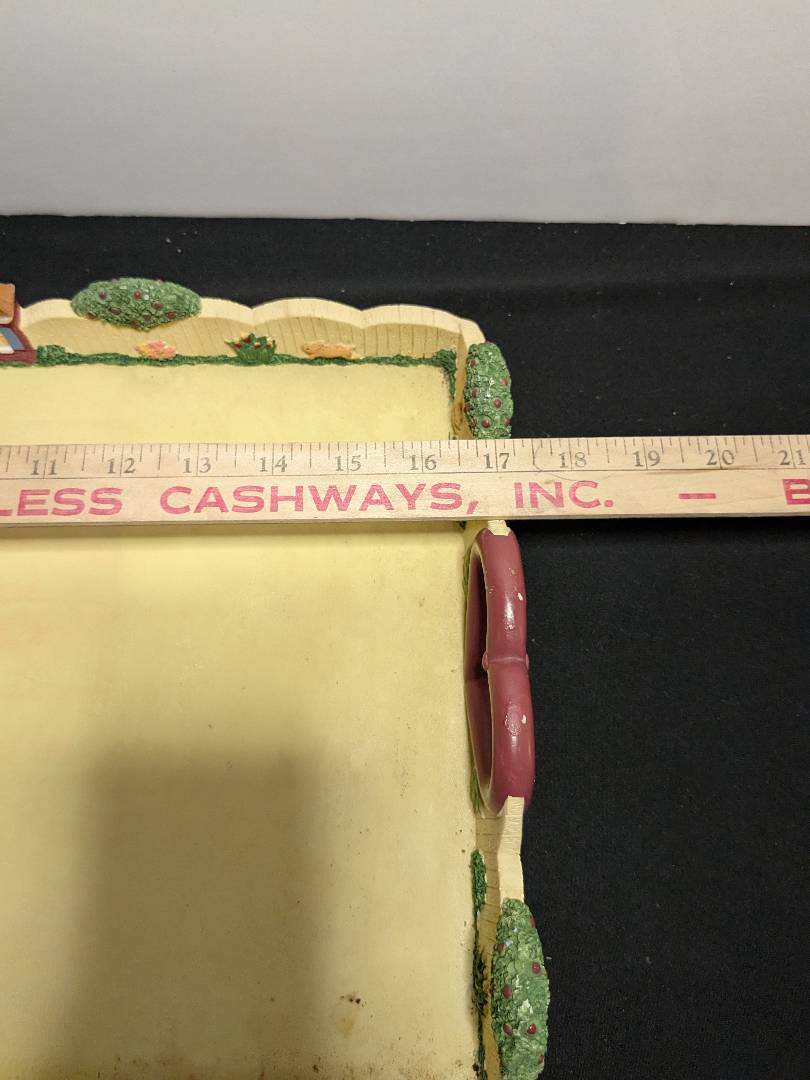 11 12 13 14 15 16 17 18 19 20 21
LESS CASHWAYS, INC. — B